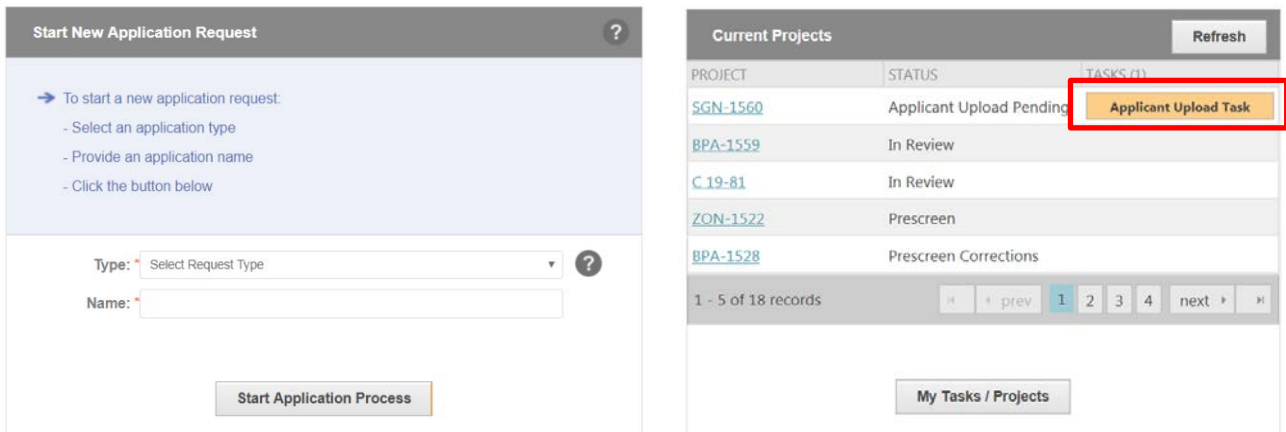 Start New Application Request
?
To start a new application request:
- Select an application type
- Provide an application name
- Click the button below
Type: * Select Request Type
?
Name: *
Start Application Process
Current Projects
Refresh
PROJECT STATUS TASKS (1)
SGN-1560 Applicant Upload Pending Applicant Upload Task
BPA-1559 In Review
C 19-81 In Review
ZON-1522 Prescreen
BPA-1528 Prescreen Corrections
1 - 5 of 18 records prev 1 2 3 4 next
My Tasks / Projects